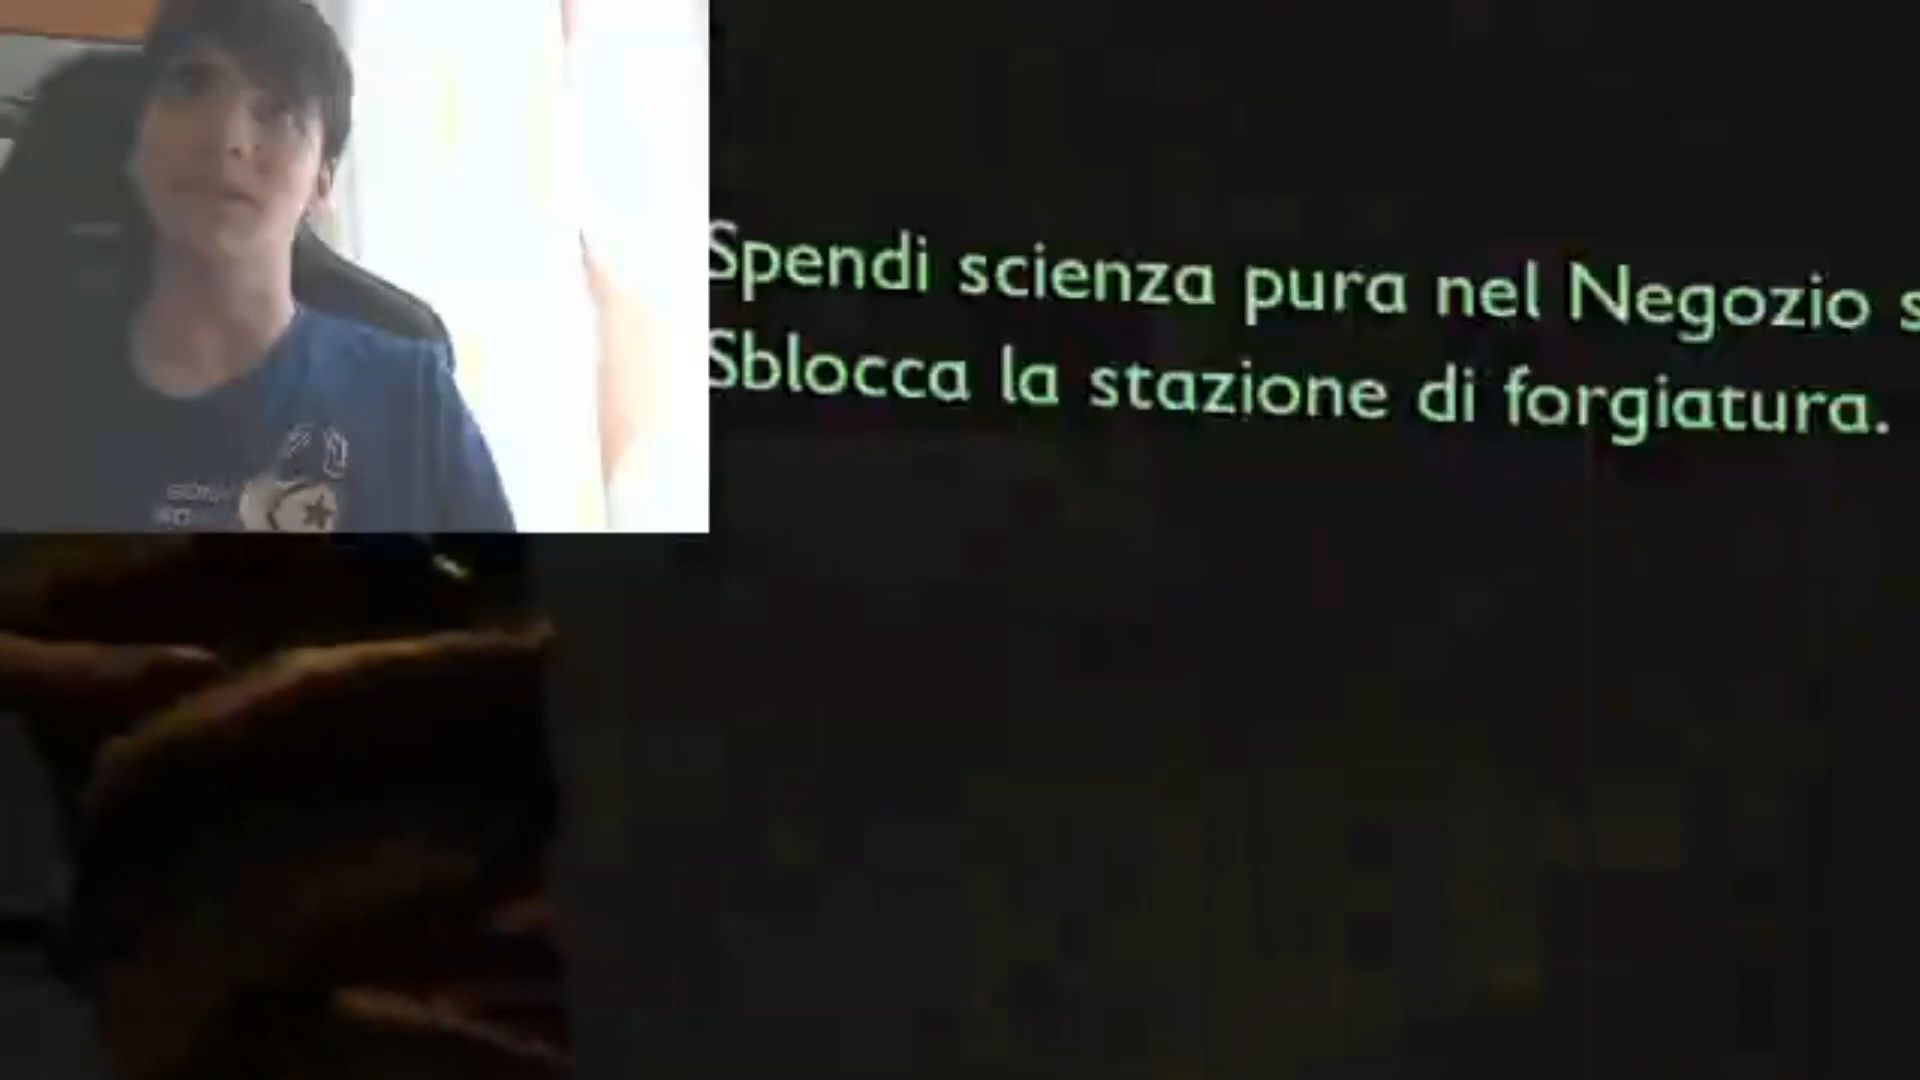 Spendi scienza pura nel Negozio s
Sblocca la stazione di forgiatura.